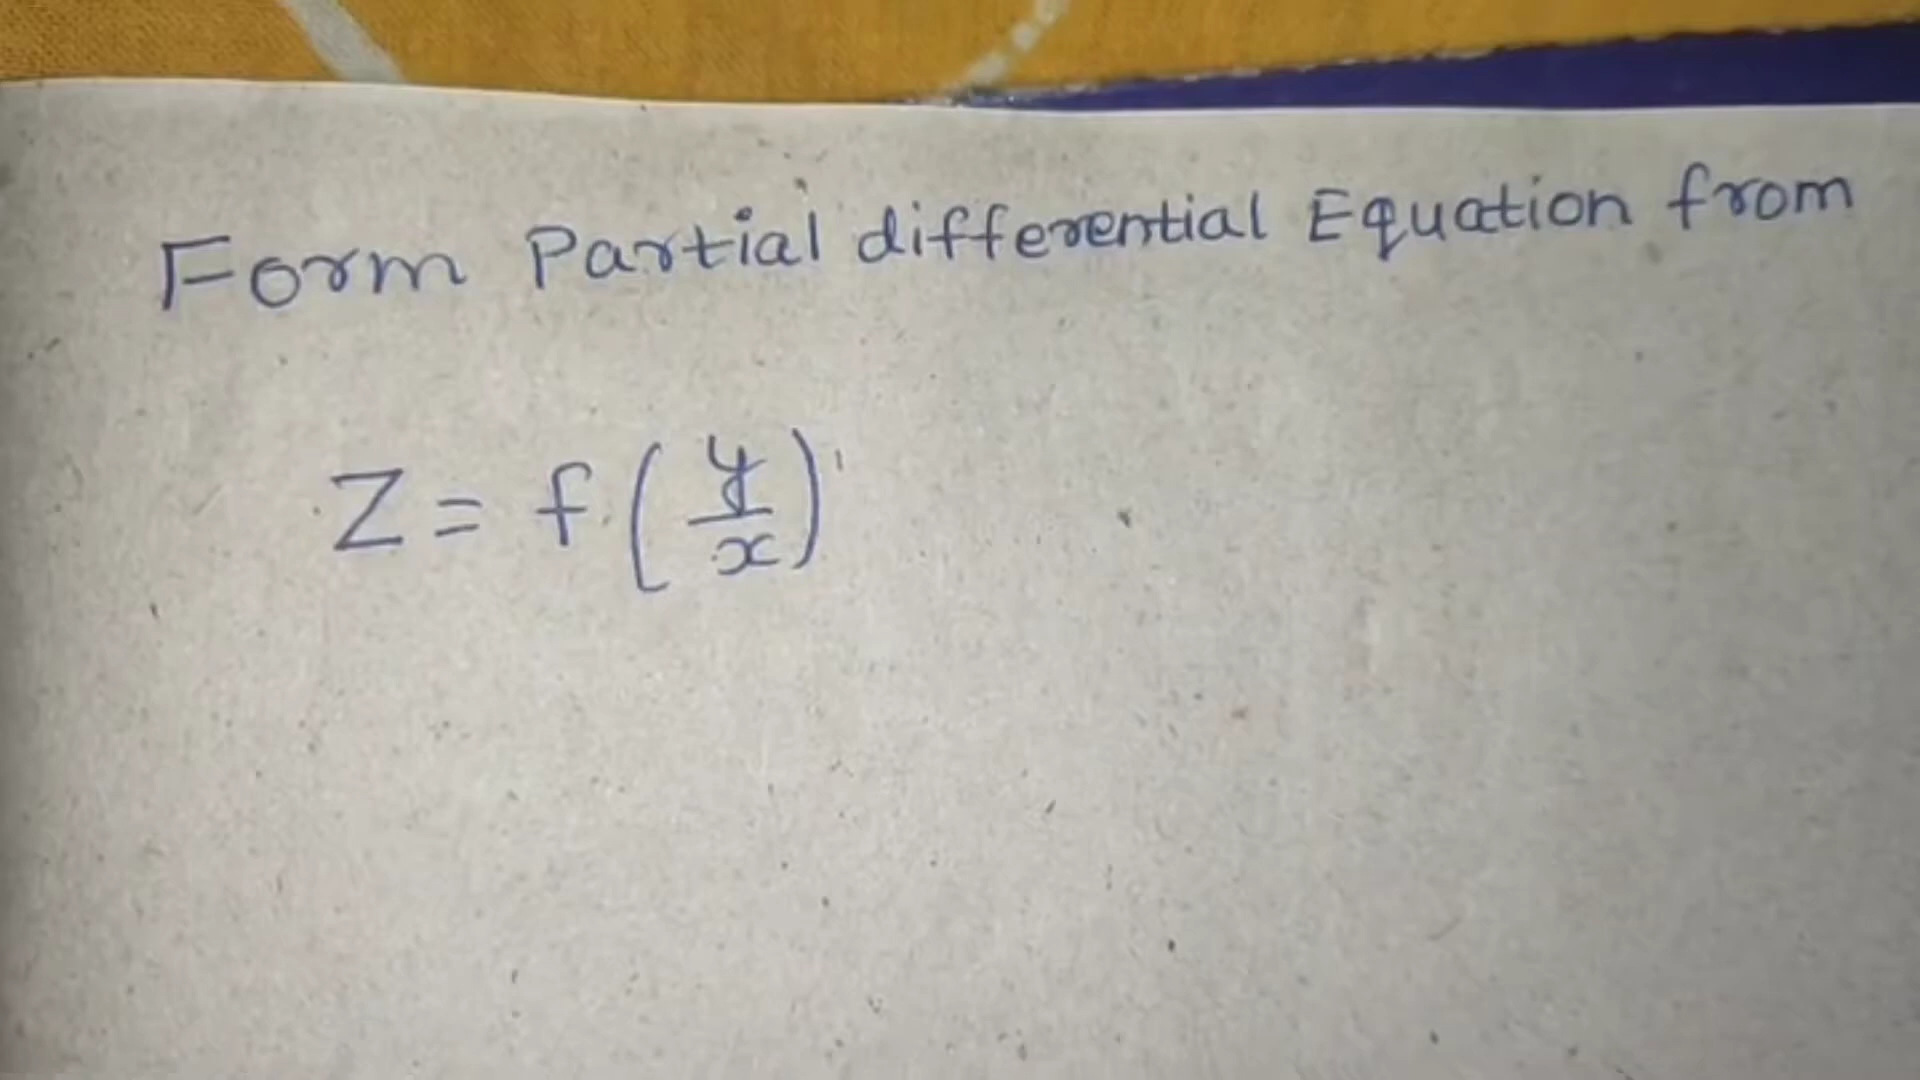 Form Partial differential Equation from
Z = f(y/x)